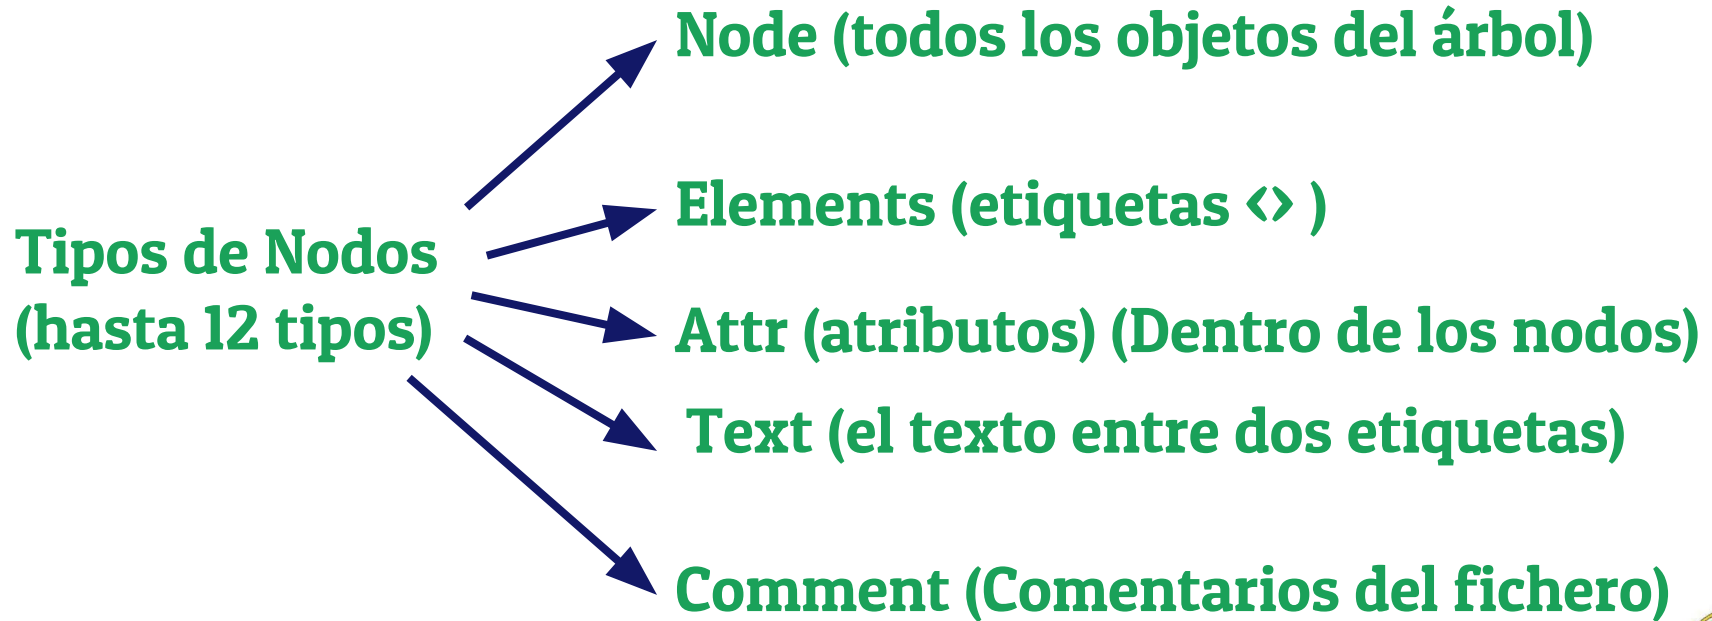 Node (todos los objetos del árbol)
Elements (etiquetas <> )
Tipos de Nodos
(hasta 12 tipos)
Attr (atributos) (Dentro de los nodos)
Text (el texto entre dos etiquetas)
Comment (Comentarios del fichero)